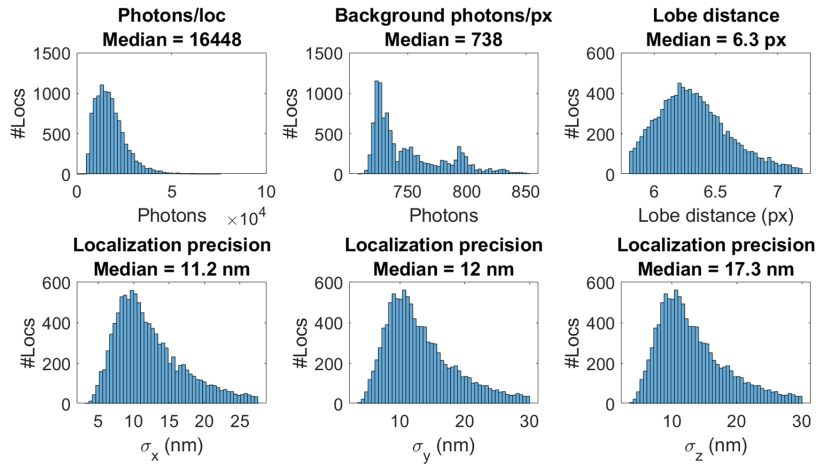 Photons/loc
Median = 16448
1500
1000
500
0
#Locs
0
5
10
Photons
×10⁴
Background photons/px
Median = 738
1500
1000
500
0
#Locs
750
800
850
Photons
Lobe distance
Median = 6.3 px
600
400
200
0
#Locs
6
6.5
7
Lobe distance (px)
Localization precision
Median = 11.2 nm
600
400
200
0
#Locs
5
10
15
20
25
σx (nm)
Localization precision
Median = 12 nm
600
400
200
0
#Locs
10
20
30
σy (nm)
Localization precision
Median = 17.3 nm
600
400
200
0
#Locs
10
20
30
σz (nm)